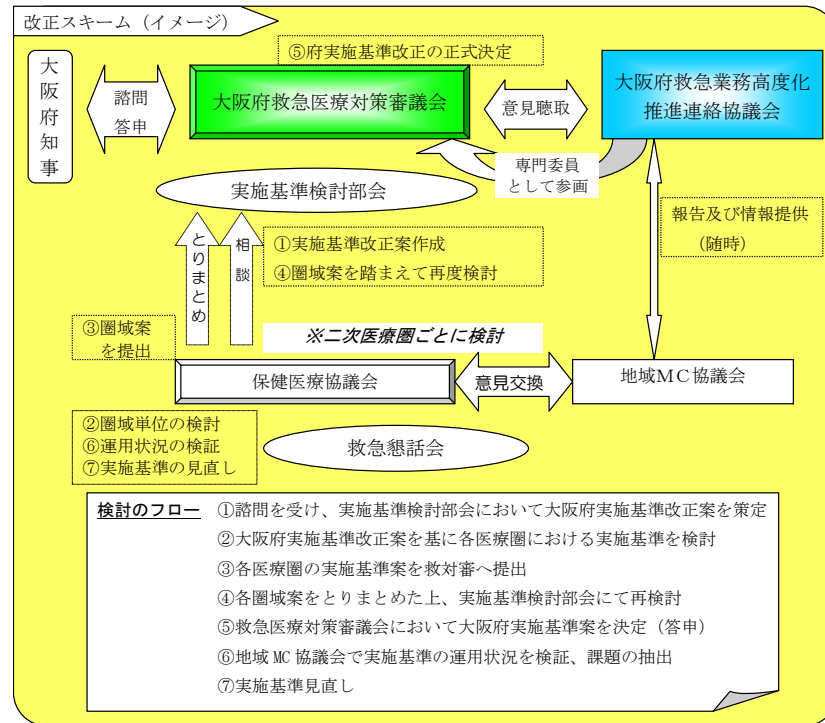 改正スキーム（イメージ）
⑤府実施基準改正の正式決定
大阪府知事
諮問
答申
大阪府救急医療対策審議会
意見聴取
大阪府救急業務高度化
推進連絡協議会
専門委員
として参画
実施基準検討部会
報告及び情報提供
（随時）
とりまとめ
相談
①実施基準改正案作成
④圏域案を踏まえて再度検討
③圏域案
を提出
※二次医療圏ごとに検討
保健医療協議会
意見交換
地域ＭＣ協議会
②圏域単位の検討
⑥運用状況の検証
⑦実施基準の見直し
救急懇話会
検討のフロー　①諮問を受け、実施基準検討部会において大阪府実施基準改正案を策定
②大阪府実施基準改正案を基に各医療圏における実施基準を検討
③各医療圏の実施基準案を救対審へ提出
④各圏域案をとりまとめた上、実施基準検討部会にて再検討
⑤救急医療対策審議会において大阪府実施基準案を決定（答申）
⑥地域 MC 協議会で実施基準の運用状況を検証、課題の抽出
⑦実施基準見直し